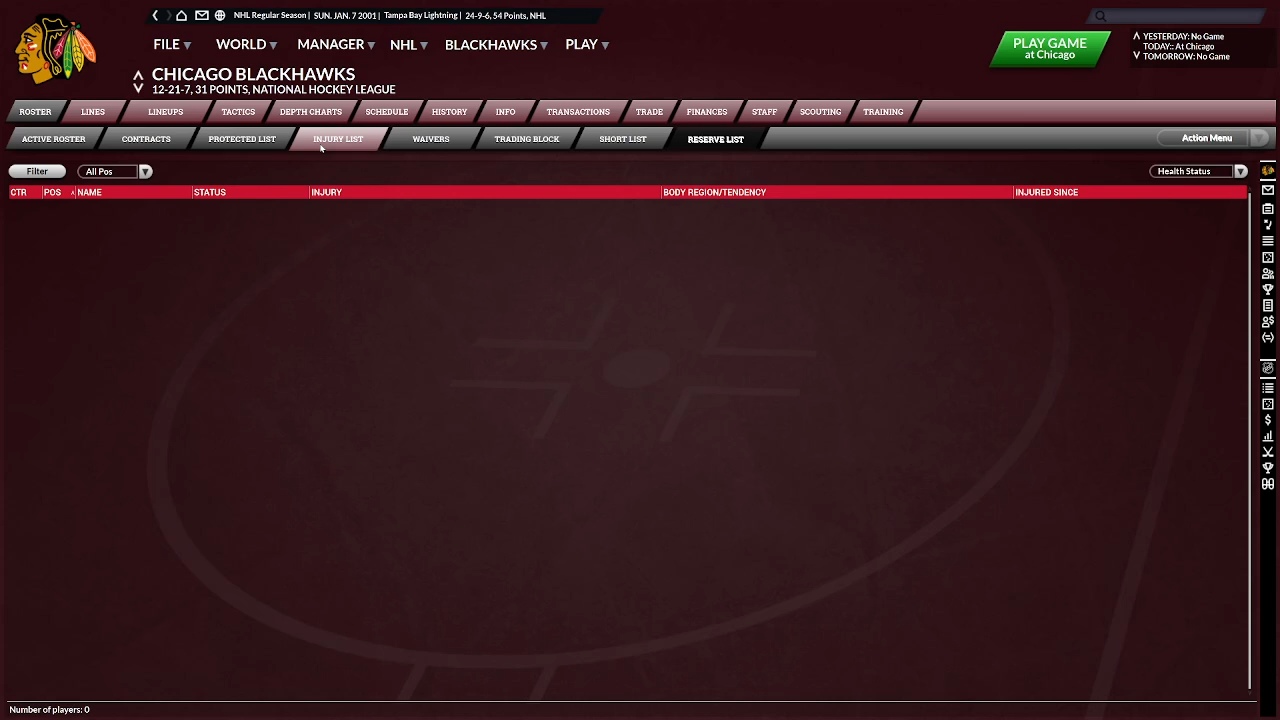 NHL Regular Season | SUN. JAN. 7 2001 | Tampa Bay Lightning | 24-9-6, 54 Points, NHL
FILE WORLD MANAGER NHL BLACKHAWKS PLAY
PLAY GAME
at Chicago
YESTERDAY: No Game
TODAY:: At Chicago
TOMORROW: No Game
CHICAGO BLACKHAWKS
12-21-7, 31 POINTS, NATIONAL HOCKEY LEAGUE
ROSTER LINES LINEUPS TACTICS DEPTH CHARTS SCHEDULE HISTORY INFO TRANSACTIONS TRADE FINANCES STAFF SCOUTING TRAINING
ACTIVE ROSTER CONTRACTS PROTECTED LIST INJURY LIST WAIVERS TRADING BLOCK SHORT LIST RESERVE LIST Action Menu
Filter All Pos Health Status
CTR POS NAME STATUS INJURY BODY REGION/TENDENCY INJURED SINCE
Number of players: 0